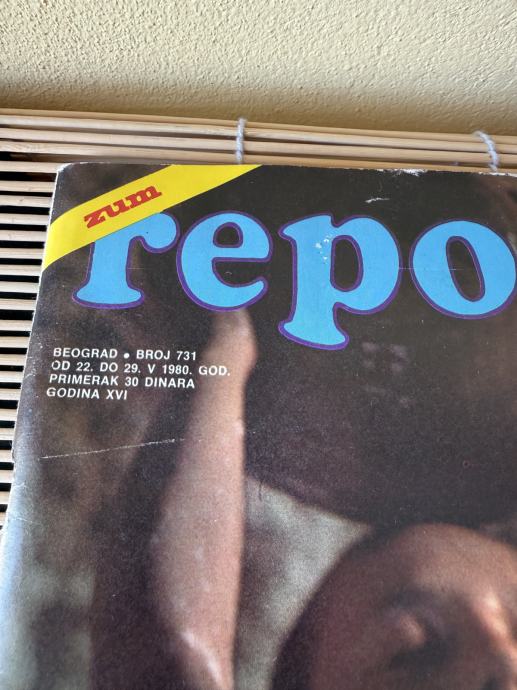 zum
repo
BEOGRAD • BROJ 731
OD 22. DO 29. V 1980. GOD.
PRIMERAK 30 DINARA
GODINA XVI